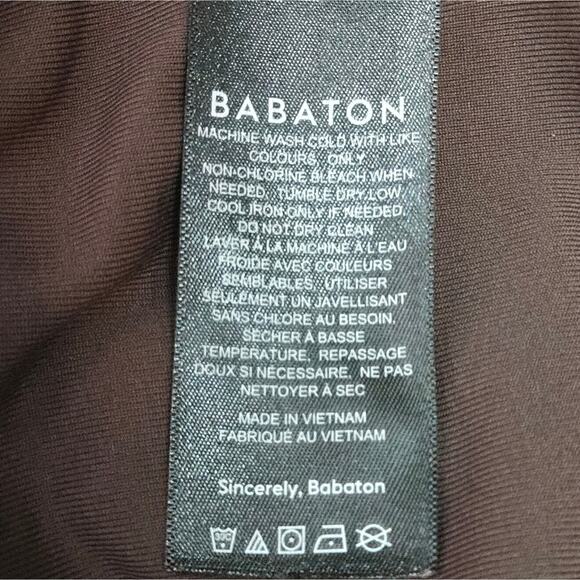 BABATON
MACHINE WASH COLD WITH LIKE
COLOURS. ONLY
NON-CHLORINE BLEACH WHEN
NEEDED. TUMBLE DRY LOW.
COOL IRON ONLY IF NEEDED.
DO NOT DRY CLEAN
LAVER À LA MACHINE À L'EAU
FROIDE AVEC COULEURS
SEMBLABLES. UTILISER
SEULEMENT UN JAVELLISANT
SANS CHLORE AU BESOIN.
SÉCHER À BASSE
TEMPÉRATURE. REPASSAGE
DOUX SI NÉCESSAIRE. NE PAS
NETTOYER À SEC
MADE IN VIETNAM
FABRIQUÉ AU VIETNAM
Sincerely, Babaton
30C